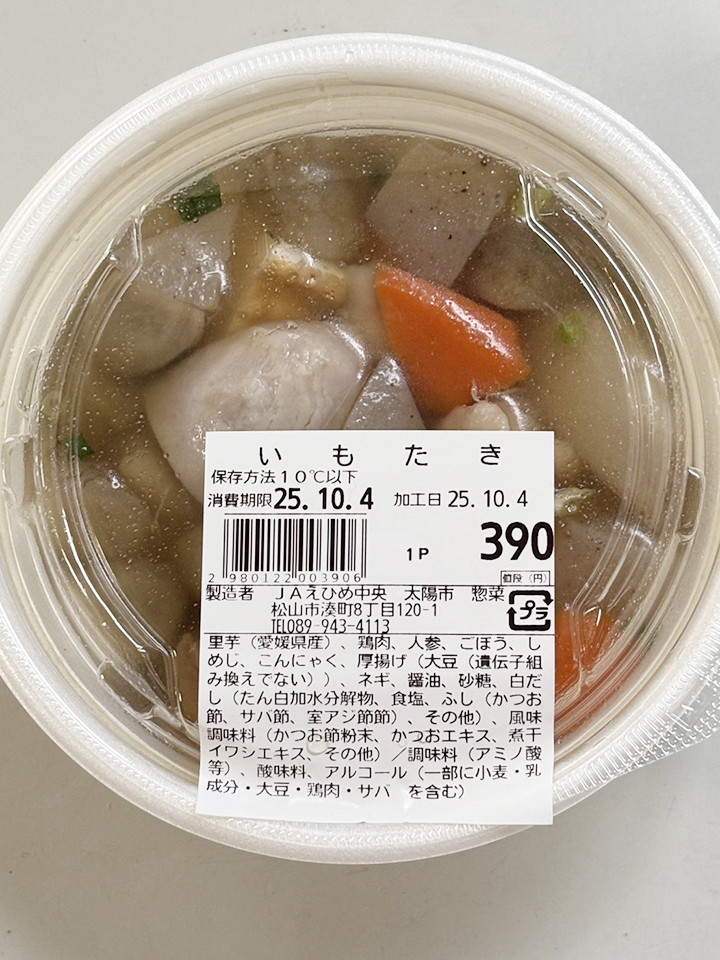 いもたき
保存方法10℃以下
消費期限25.10.4 加工日25.10.4
1P 390
2 980122 003906 値段(円)
製造者 JAえひめ中央 太陽市 惣菜
松山市湊町8丁目120-1 プラ
TEL089-943-4113
里芋(愛媛県産)、鶏肉、人参、ごぼう、し
めじ、こんにゃく、厚揚げ(大豆(遺伝子組
み換えでない))、ネギ、醤油、砂糖、白だ
し(たん白加水分解物、食塩、ふし(かつお
節、サバ節、室アジ節節)、その他)、風味
調味料(かつお節粉末、かつおエキス、煮干
イワシエキス、その他)/調味料(アミノ酸
等)、酸味料、アルコール(一部に小麦・乳
成分・大豆・鶏肉・サバ を含む)